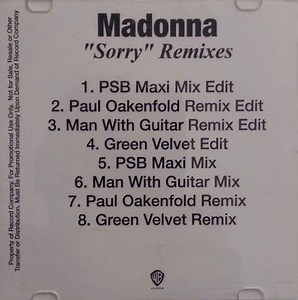 Madonna
"Sorry" Remixes
1. PSB Maxi Mix Edit
2. Paul Oakenfold Remix Edit
3. Man With Guitar Remix Edit
4. Green Velvet Edit
5. PSB Maxi Mix
6. Man With Guitar Mix
7. Paul Oakenfold Remix
8. Green Velvet Remix
Property of Record Company. For Promotional Use Only. Not for Sale, Resale or Other
Transfer or Distribution. Must Be Returned Immediately Upon Demand of Record Company
WB